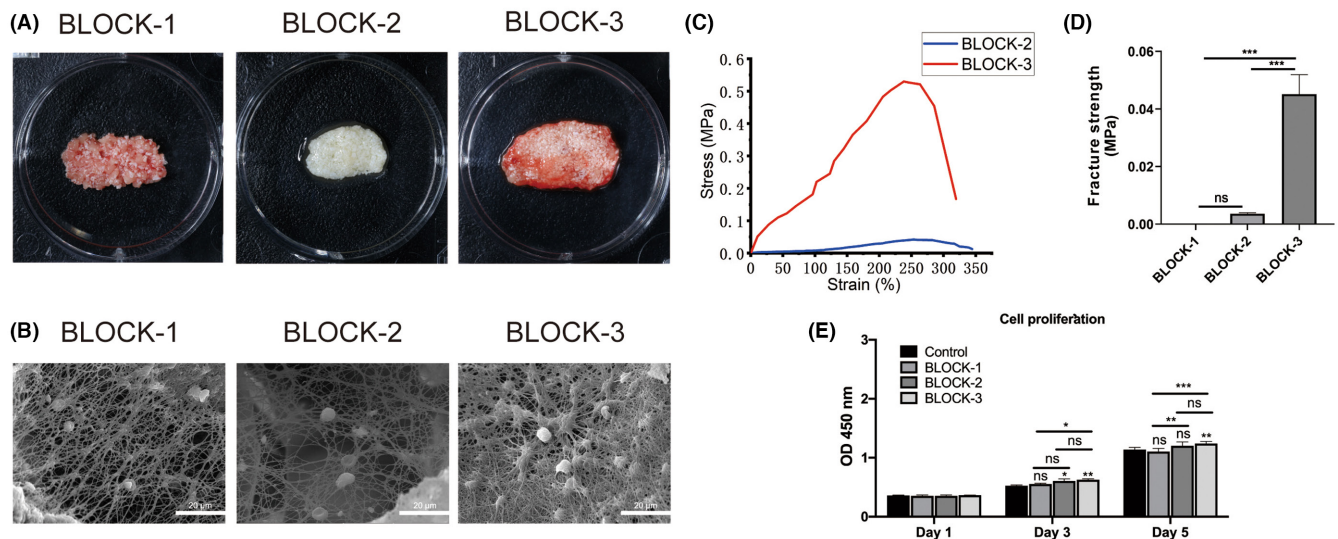 (A) BLOCK-1 BLOCK-2 BLOCK-3
(B) BLOCK-1 BLOCK-2 BLOCK-3
20 μm 20 μm 20 μm
(C)
BLOCK-2
BLOCK-3
Stress (MPa)
0.6
0.5
0.4
0.3
0.2
0.1
0.0
0 50 100 150 200 250 300 350
Strain (%)
(D)
Fracture strength
(MPa)
0.06
0.04
0.02
0.00
***
***
ns
BLOCK-1 BLOCK-2 BLOCK-3
(E)
Cell proliferation
OD 450 nm
3
2
1
0
Control
BLOCK-1
BLOCK-2
BLOCK-3
*
ns
ns
ns * **
***
ns
**
ns ns **
Day 1 Day 3 Day 5